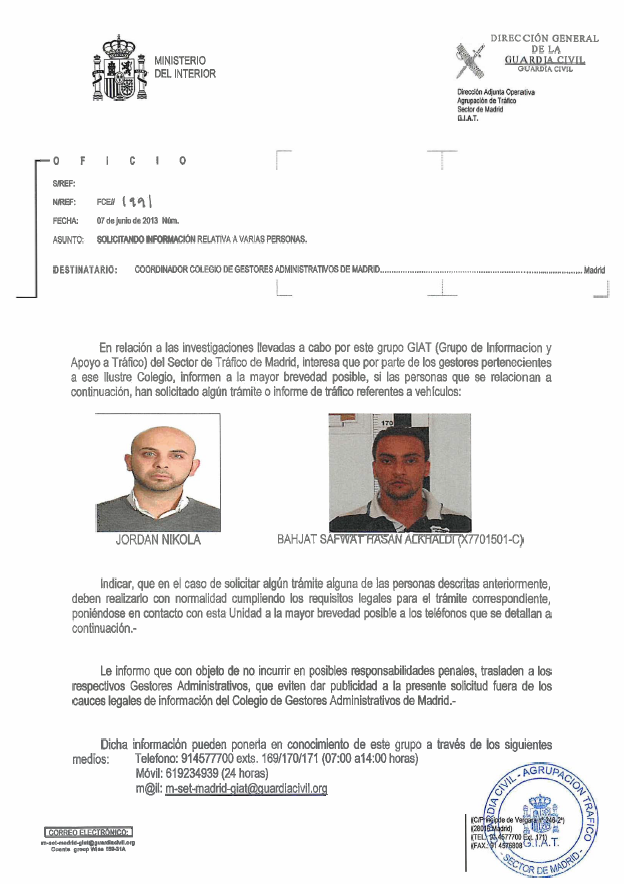 MINISTERIO
DEL INTERIOR
DIRECCIÓN GENERAL
DE LA
GUARDIA CIVIL
GUARDIA CIVIL
Dirección Adjunta Operativa
Agrupación de Tráfico
Sector de Madrid
G.I.A.T.
O F I C I O
S/REF:
N/REF: FCE//
FECHA: 07 de junio de 2013 Núm.
ASUNTO: SOLICITANDO INFORMACIÓN RELATIVA A VARIAS PERSONAS.
DESTINATARIO: COORDINADOR COLEGIO DE GESTORES ADMINISTRATIVOS DE MADRID. Madrid
En relación a las investigaciones llevadas a cabo por este grupo GIAT (Grupo de Informacion y
Apoyo a Tráfico) del Sector de Tráfico de Madrid, interesa que por parte de los gestores pertenecientes
a ese Ilustre Colegio, informen a la mayor brevedad posible, si las personas que se relacionan a
continuación, han solicitado algún trámite o informe de tráfico referentes a vehículos:
170
JORDAN NIKOLA BAHJAT SAFWAT HASAN ALKHALDI (X7701501-C)
Indicar, que en el caso de solicitar algún trámite alguna de las personas descritas anteriormente,
deben realizarlo con normalidad cumpliendo los requisitos legales para el trámite correspondiente,
poniéndose en contacto con esta Unidad a la mayor brevedad posible a los teléfonos que se detallan a
continuación.-
Le informo que con objeto de no incurrir en posibles responsabilidades penales, trasladen a los
respectivos Gestores Administrativos, que eviten dar publicidad a la presente solicitud fuera de los
cauces legales de información del Colegio de Gestores Administrativos de Madrid.-
Dicha información pueden ponerla en conocimiento de este grupo a través de los siguientes
medios: Telefono: 914577700 exts. 169/170/171 (07:00 a14:00 horas)
Móvil: 619234939 (24 horas)
m@il: m-set-madrid-giat@guardiacivil.org
CORREO ELECTRÓNICO:
m-set-madrid-giat@guardiacivil.org
GUARDIA CIVIL - AGRUPACION TRAFICO
G.I.A.T.
- SECTOR DE MADRID -
(C/Príncipe de Vergara nº 246-2ª)
(28016 Madrid)
(TEL: 91 4577700 Ext. 171)
(FAX: 91 4576808